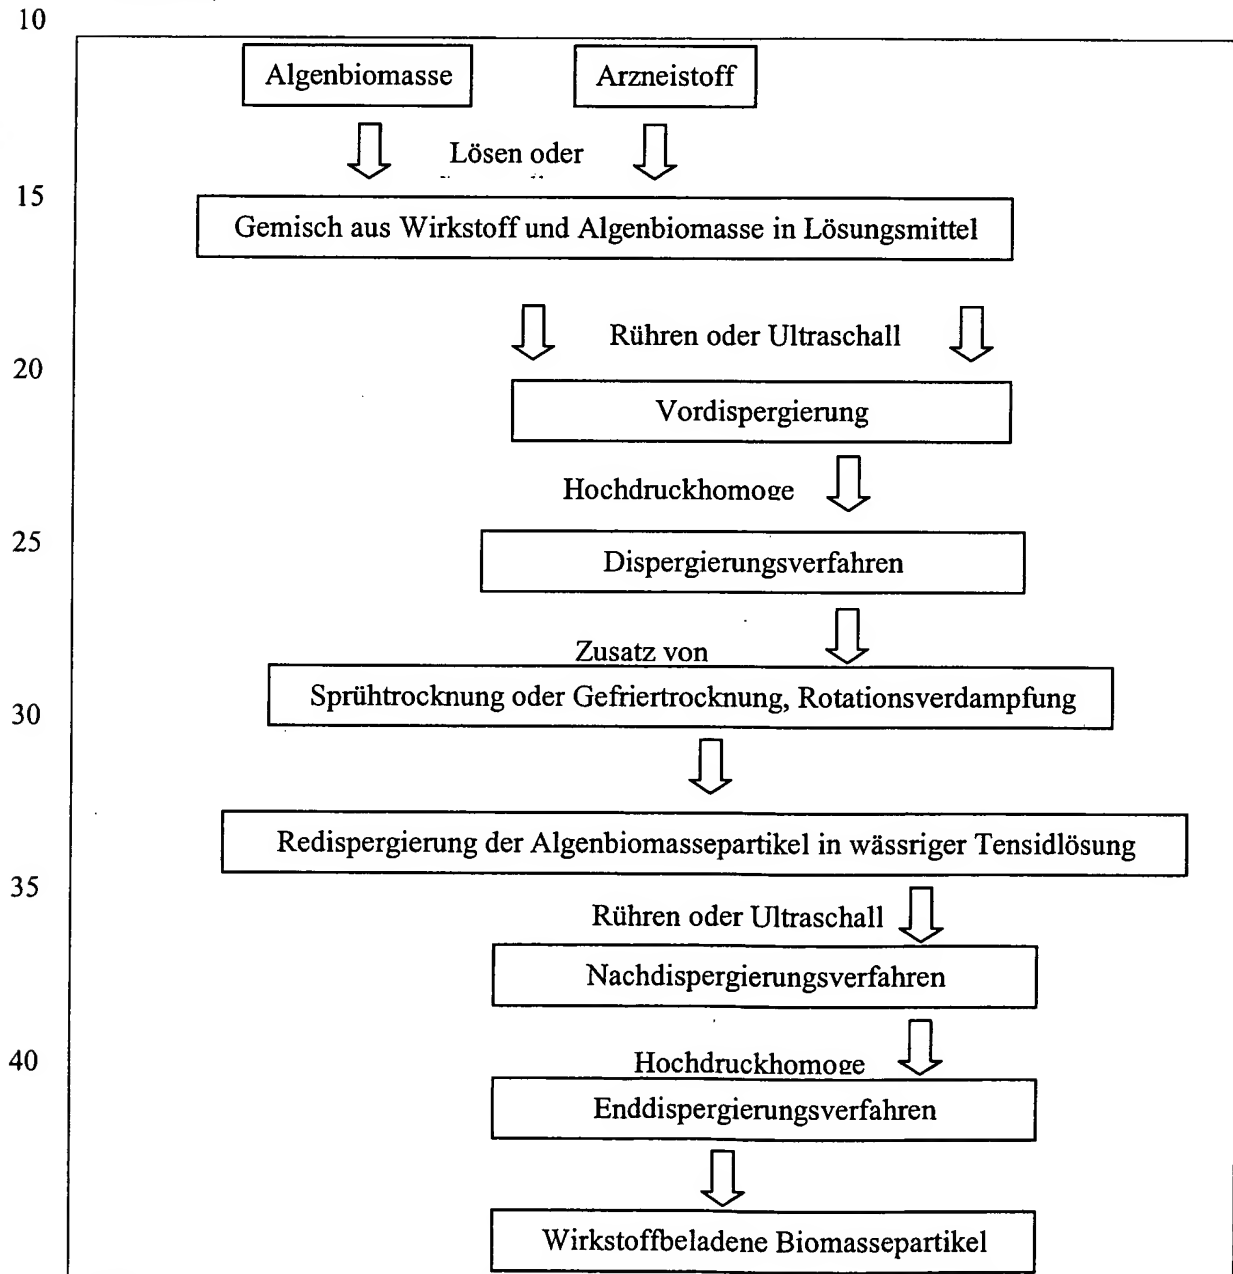 10
Algenbiomasse Arzneistoff
Lösen oder
15
Gemisch aus Wirkstoff und Algenbiomasse in Lösungsmittel
Rühren oder Ultraschall
20
Vordispergierung
Hochdruckhomoge
25
Dispergierungsverfahren
Zusatz von
Sprühtrocknung oder Gefriertrocknung, Rotationsverdampfung
30
Redispergierung der Algenbiomassepartikel in wässriger Tensidlösung
35
Rühren oder Ultraschall
Nachdispergierungsverfahren
40
Hochdruckhomoge
Enddispergierungsverfahren
Wirkstoffbeladene Biomassepartikel